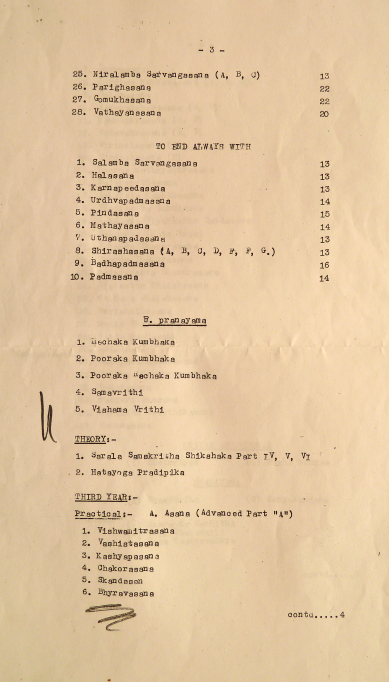 - 3 -
25. Niralamba Sarvangasana (A, B, C) 13
26. Parighasana 22
27. Gomukhasana 22
28. Vathayanasana 20
TO END ALWAYS WITH
1. Salamba Sarvangasana 13
2. Halasana 13
3. Karnapeedasana 13
4. Urdhvapadmasana 14
5. Pindasana 15
6. Mathayasana 14
7. Uthanapadasana 13
8. Shirashasana (A, B, C, D, E, F, G.) 13
9. Badhapadmasana 16
10. Padmasana 14
B. pranayama
1. Rechaka Kumbhaka
2. Pooraka Kumbhaka
3. Pooraka Rechaka Kumbhaka
4. Samavrithi
5. Vishama Vrithi
THEORY:-
1. Sarala Samskritha Shikshaka Part IV, V, VI
2. Hatayoga Pradipika
THIRD YEAR:-
Practical:- A. Asana (Advanced Part "A")
1. Vishwamitrasana
2. Vashistasana
3. Kashyapasana
4. Chakorasana
5. Skandasan
6. Bhyravasana
contd.....4